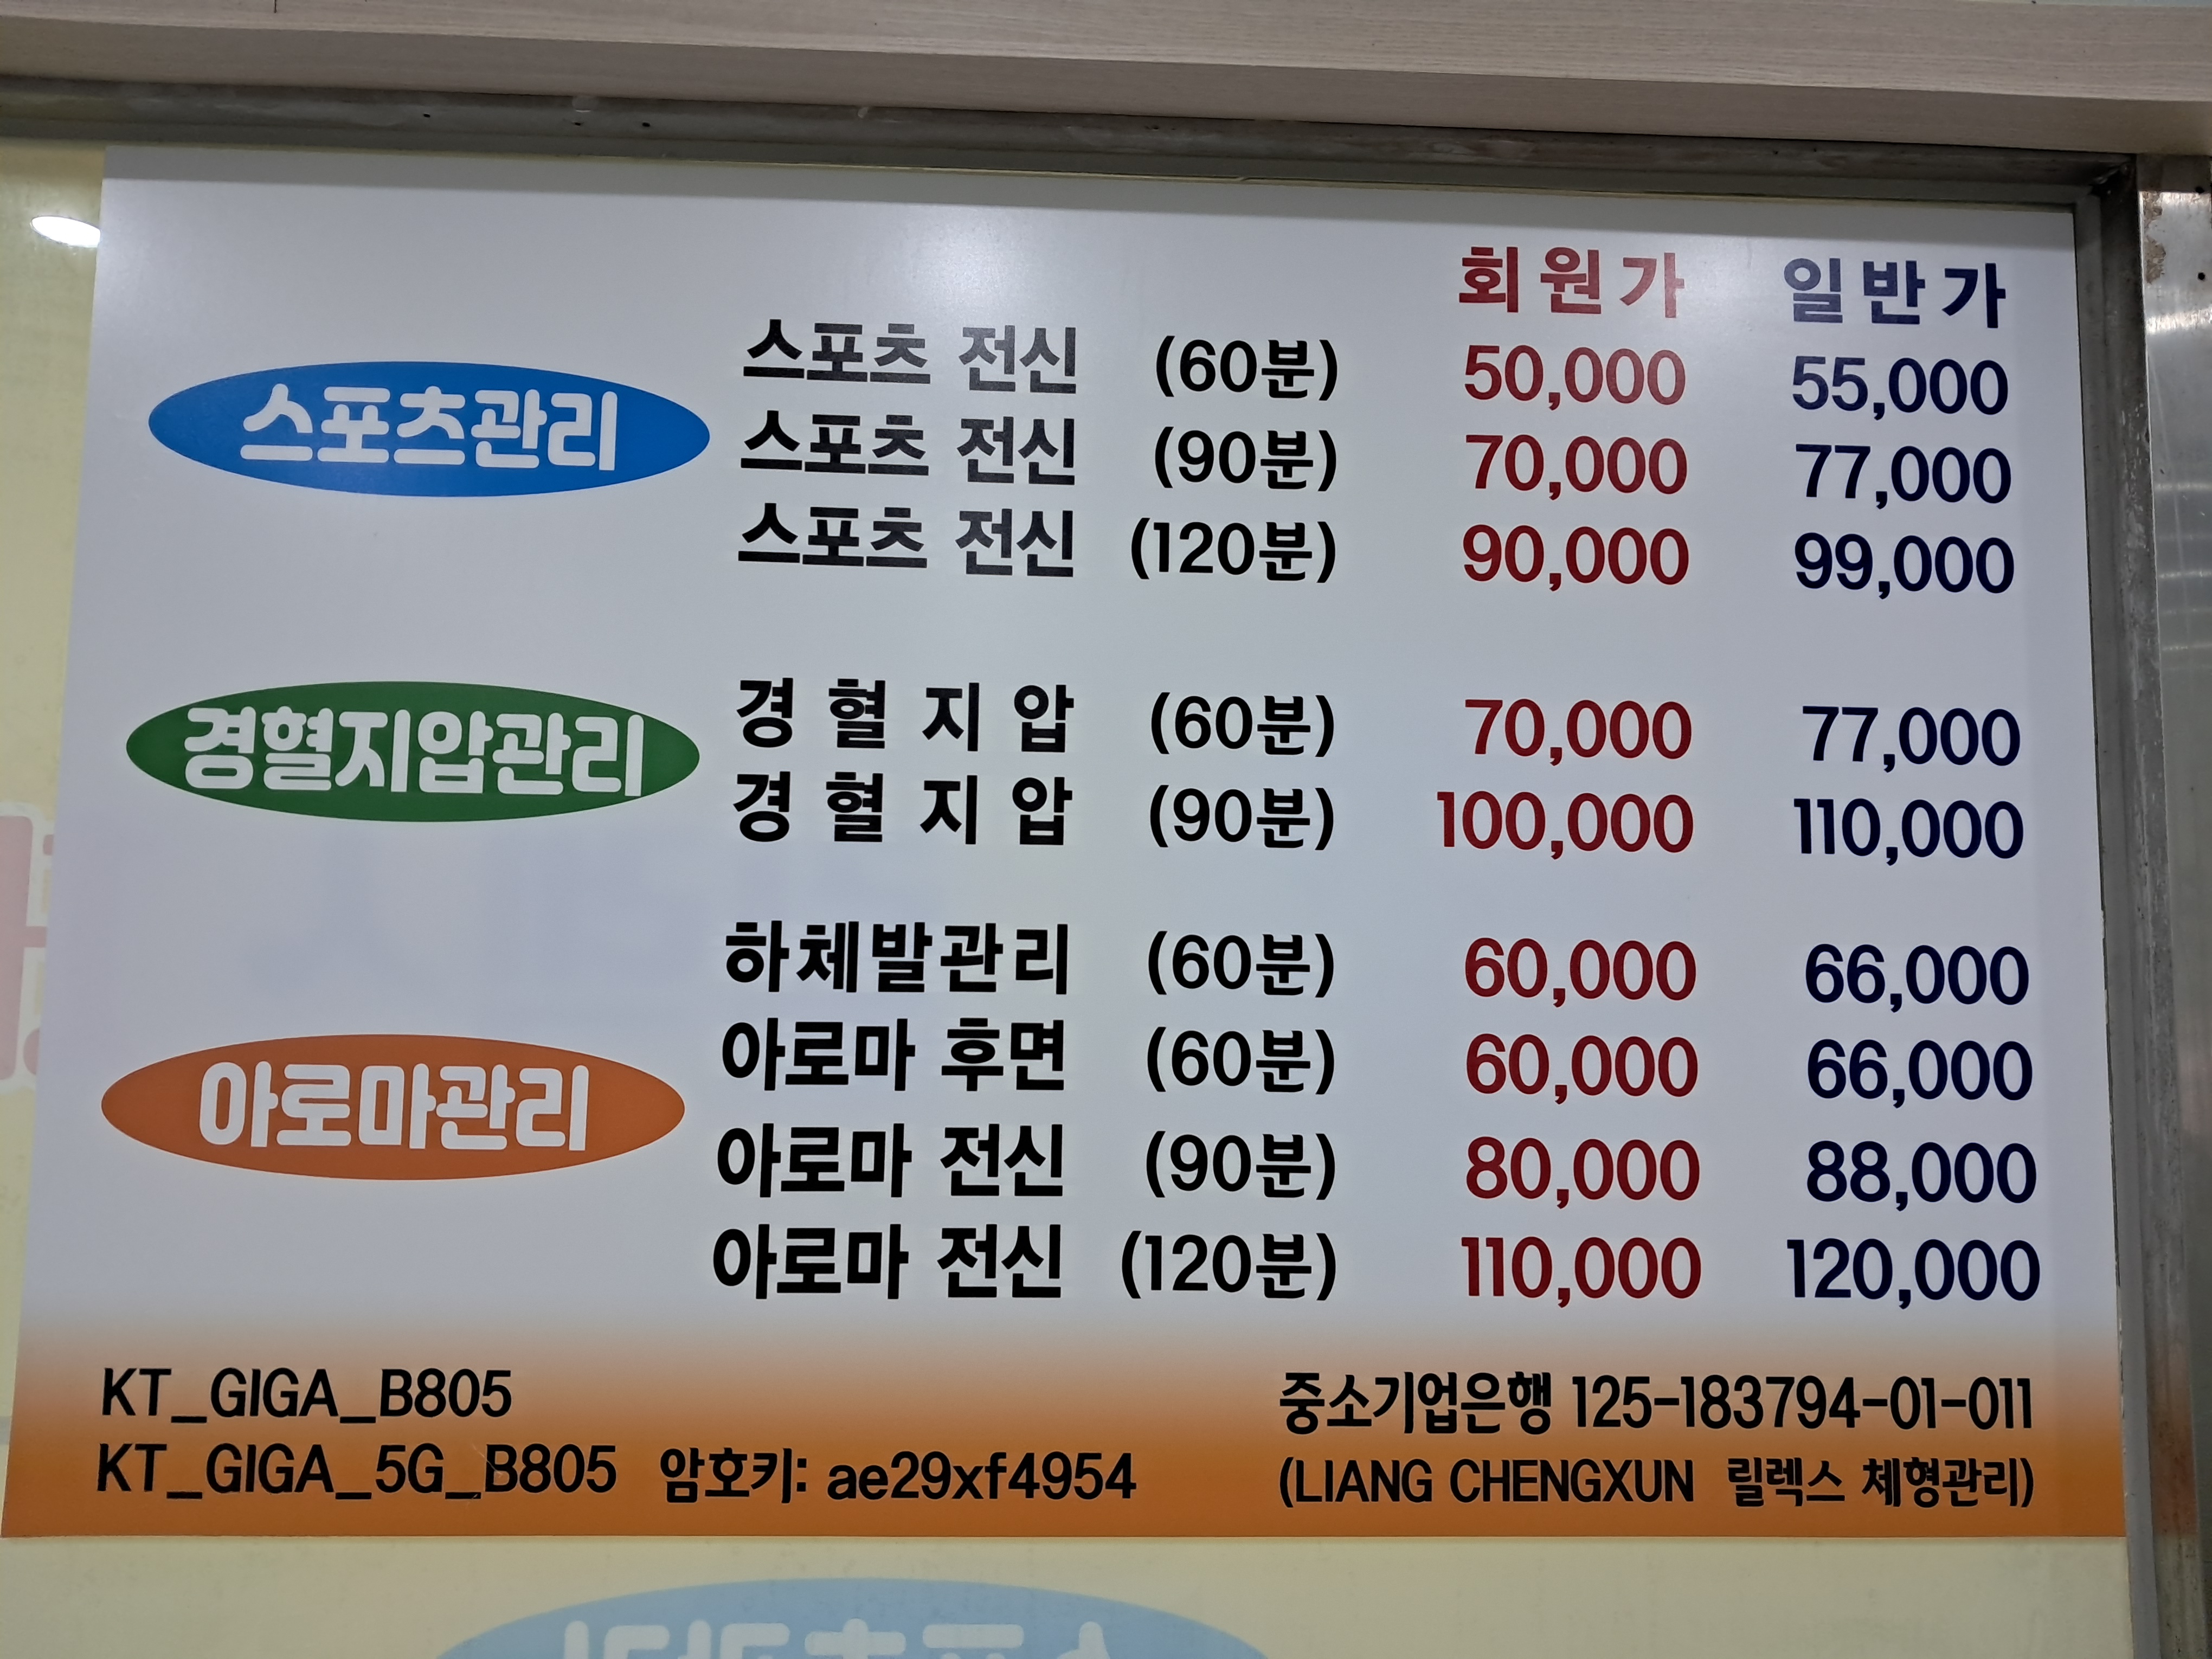 회원가 일반가
스포츠관리
스포츠 전신 (60분) 50,000 55,000
스포츠 전신 (90분) 70,000 77,000
스포츠 전신 (120분) 90,000 99,000
경혈지압관리
경혈지압 (60분) 70,000 77,000
경혈지압 (90분) 100,000 110,000
아로마관리
하체발관리 (60분) 60,000 66,000
아로마 후면 (60분) 60,000 66,000
아로마 전신 (90분) 80,000 88,000
아로마 전신 (120분) 110,000 120,000
KT_GIGA_B805
KT_GIGA_5G_B805 암호키: ae29xf4954
중소기업은행 125-183794-01-011
(LIANG CHENGXUN 릴렉스 체형관리)